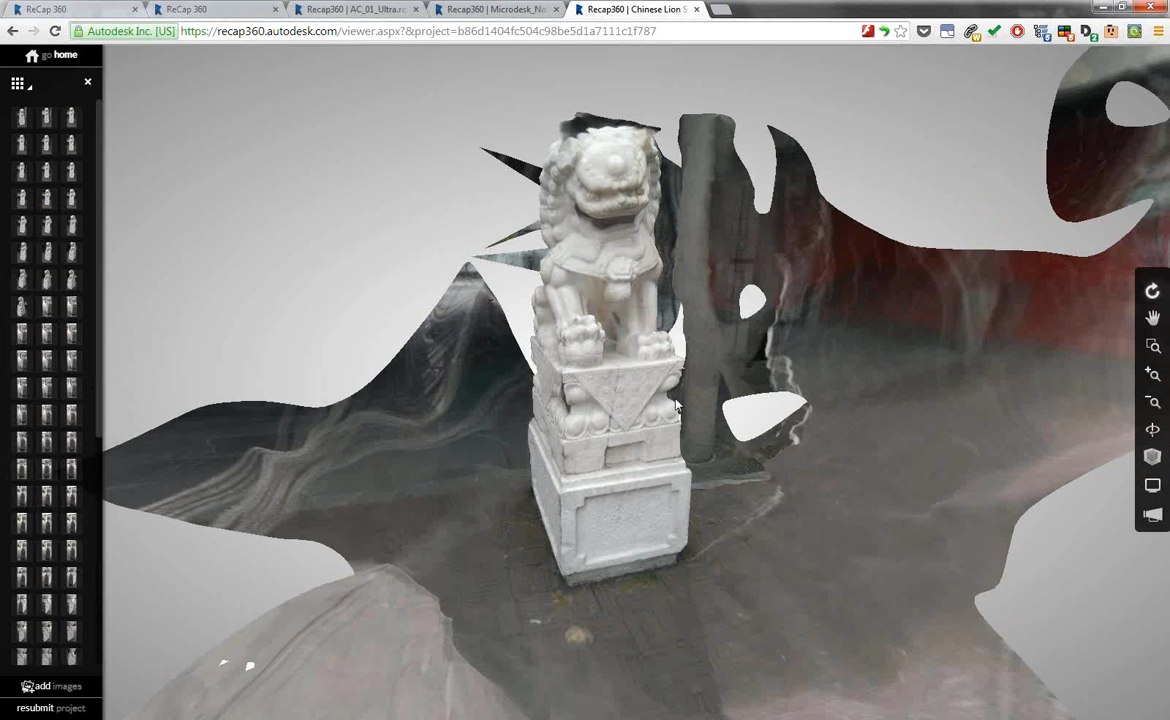 ReCap 360
ReCap 360
Recap360 | AC_01_Ultra.rc
Recap360 | Microdesk_Na
Recap360 | Chinese Lion S
Autodesk Inc. [US]
https://recap360.autodesk.com/viewer.aspx?&project=b86d1404fc504c98be5d1a7111c1f787
go home
add images
resubmit project